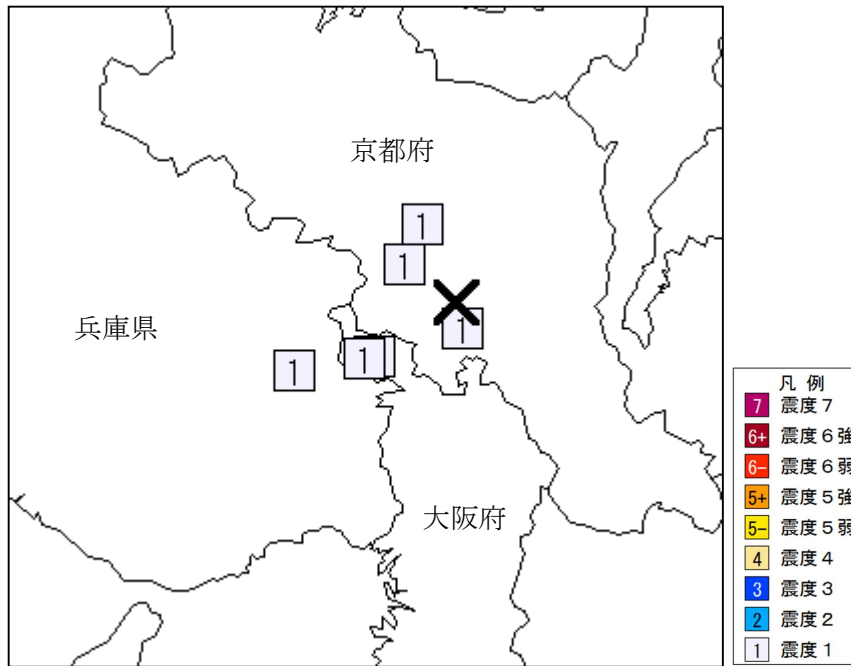 京都府
1
1
兵庫県
1
1
1
大阪府
凡 例
7 震度７
6+ 震度６強
6- 震度６弱
5+ 震度５強
5- 震度５弱
4 震度４
3 震度３
2 震度２
1 震度１